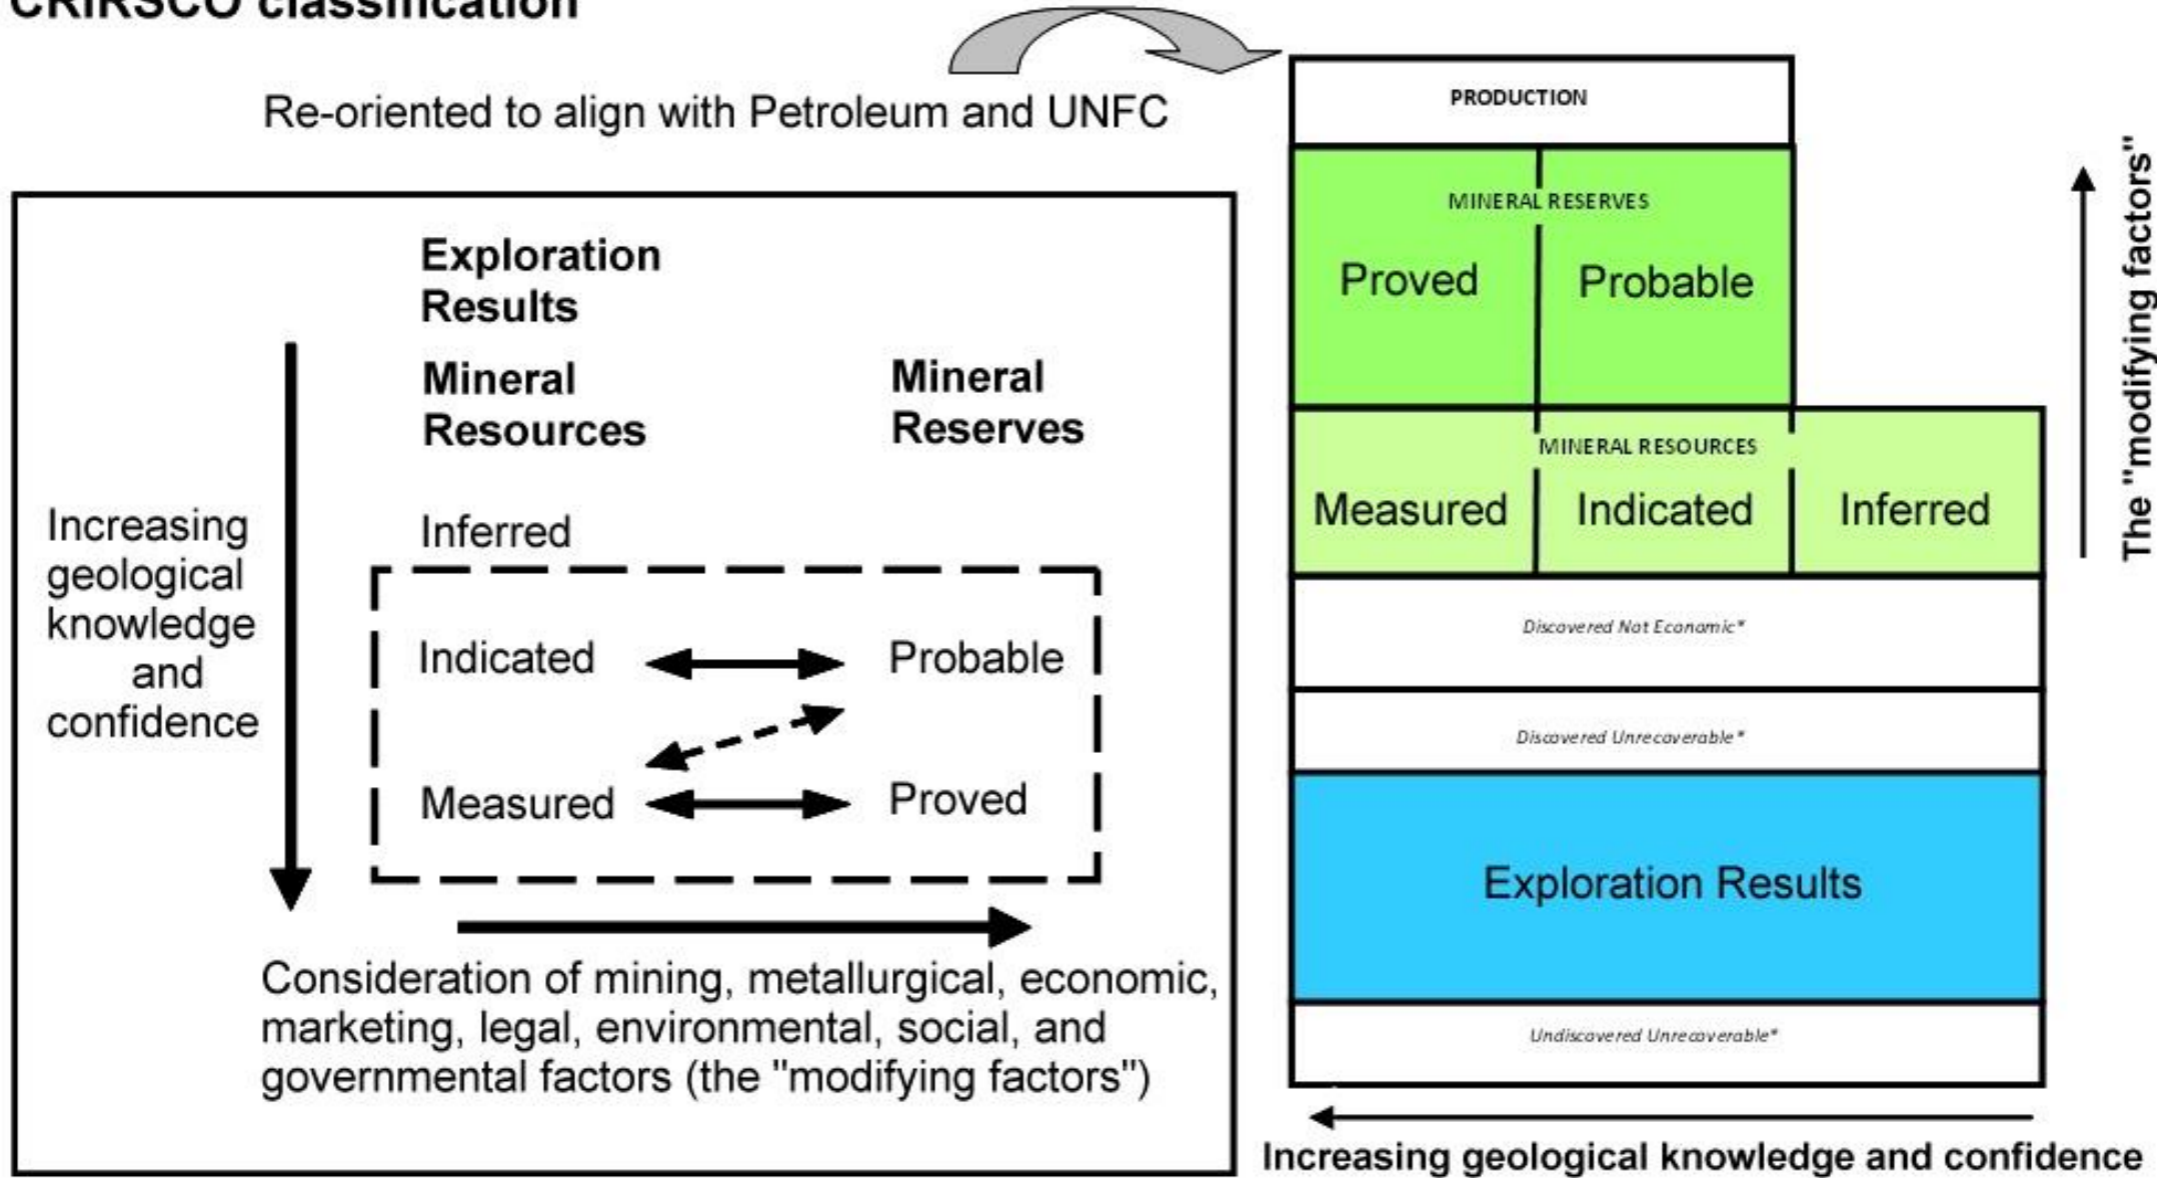 CRIRSCO classification
Re-oriented to align with Petroleum and UNFC
Exploration
Results
Mineral
Resources
Mineral
Reserves
Increasing
geological
knowledge
and
confidence
Inferred
Indicated
Probable
Measured
Proved
Consideration of mining, metallurgical, economic,
marketing, legal, environmental, social, and
governmental factors (the "modifying factors")
PRODUCTION
MINERAL RESERVES
Proved
Probable
MINERAL RESOURCES
Measured
Indicated
Inferred
Discovered Not Economic*
Discovered Unrecoverable*
Exploration Results
Undiscovered Unrecoverable*
The "modifying factors"
Increasing geological knowledge and confidence